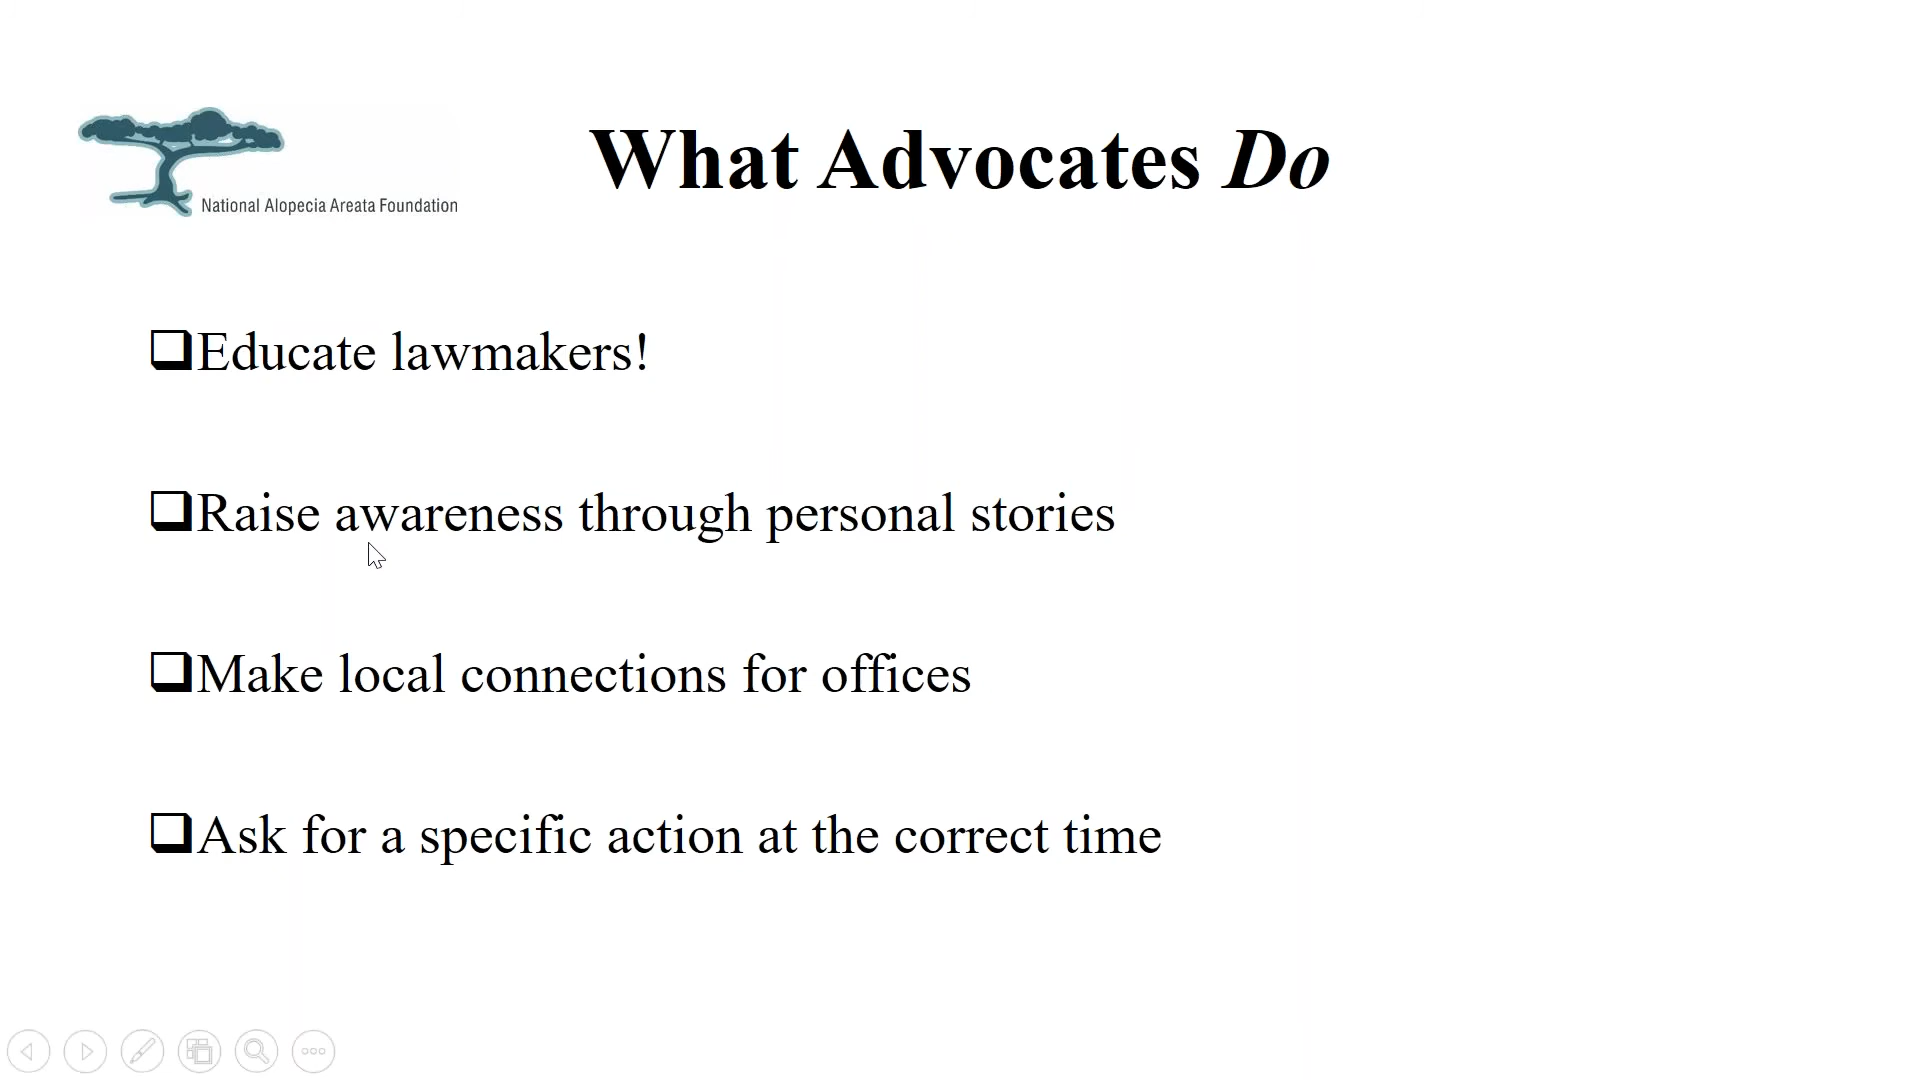 What Advocates Do
National Alopecia Areata Foundation
Educate lawmakers!
Raise awareness through personal stories
Make local connections for offices
Ask for a specific action at the correct time